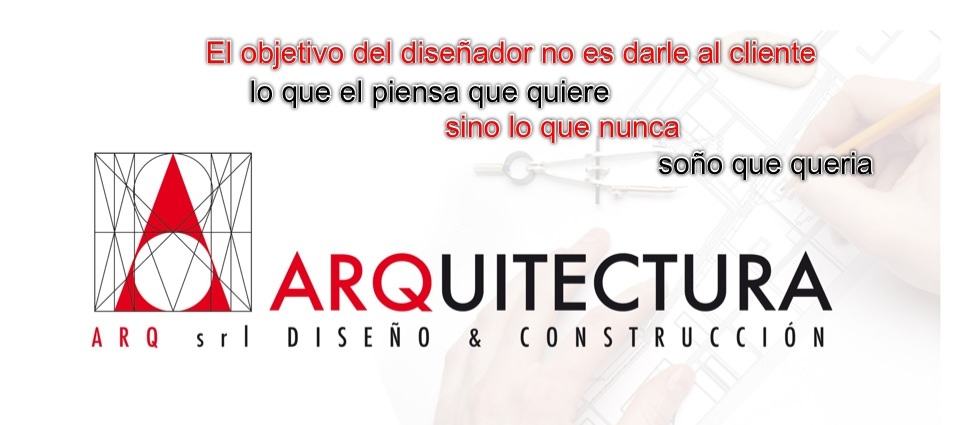 El objetivo del diseñador no es darle al cliente
lo que el piensa que quiere
sino lo que nunca
soño que queria
ARQUITECTURA
ARQ srl DISEÑO & CONSTRUCCIÓN